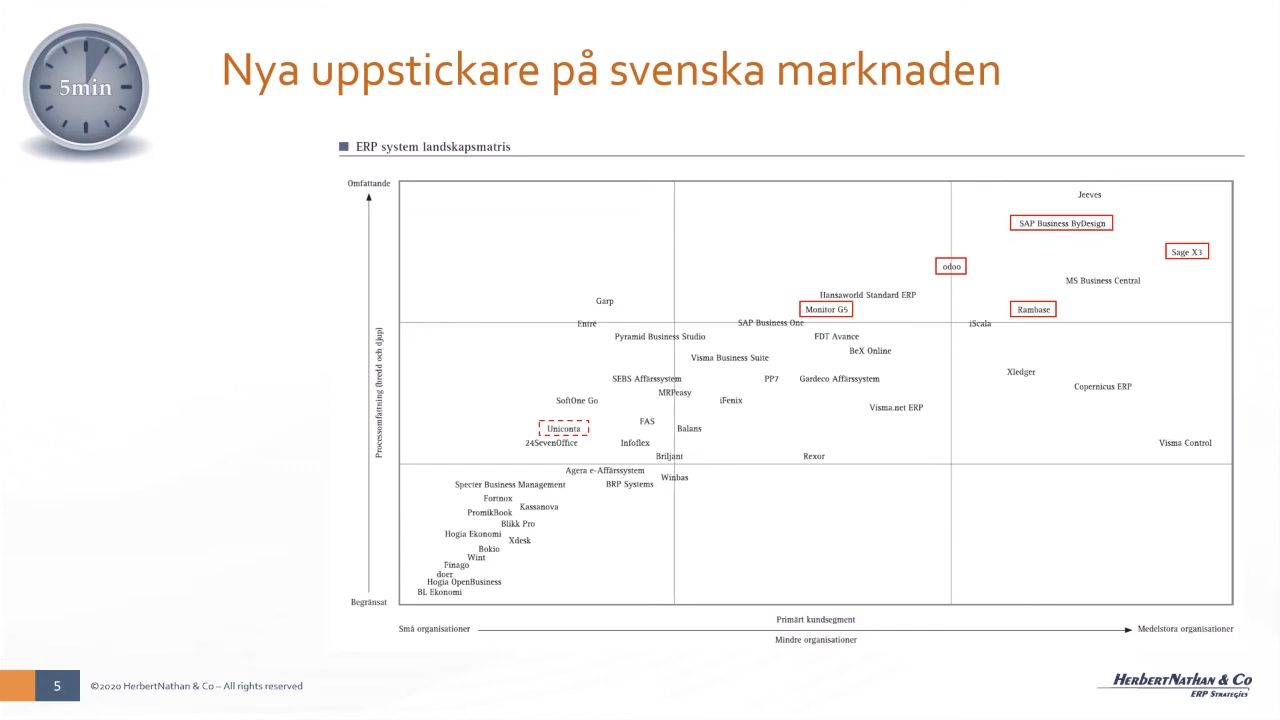 5min
Nya uppstickare på svenska marknaden
ERP system landskapsmatris
Omfattande
Jeeves
SAP Business ByDesign
Sage X3
odoo
MS Business Central
Hansaworld Standard ERP
Garp
Monitor G5
Rambase
Entré
SAP Business One
iScala
Pyramid Business Studio
FDT Avance
BeX Online
Visma Business Suite
Xledger
SEBS Affärssystem
PP7
Gardeco Affärssystem
Copernicus ERP
MRPeasy
SoftOne Go
iFenix
Visma.net ERP
FAS
Uniconta
Balans
24SevenOffice
Infoflex
Visma Control
Briljant
Rexor
Agera e-Affärssystem
Winbas
Specter Business Management
BRP Systems
Fortnox
Kassanova
PromikBook
Blikk Pro
Hogia Ekonomi
Xdesk
Bokio
Wint
Finago
doer
Hogia OpenBusiness
BL Ekonomi
Processomfattning (bredd och djup)
Begränsat
Primärt kundsegment
Små organisationer
Medelstora organisationer
Mindre organisationer
5
©2020 HerbertNathan & Co – All rights reserved
HerbertNathan & Co
ERP Strategies